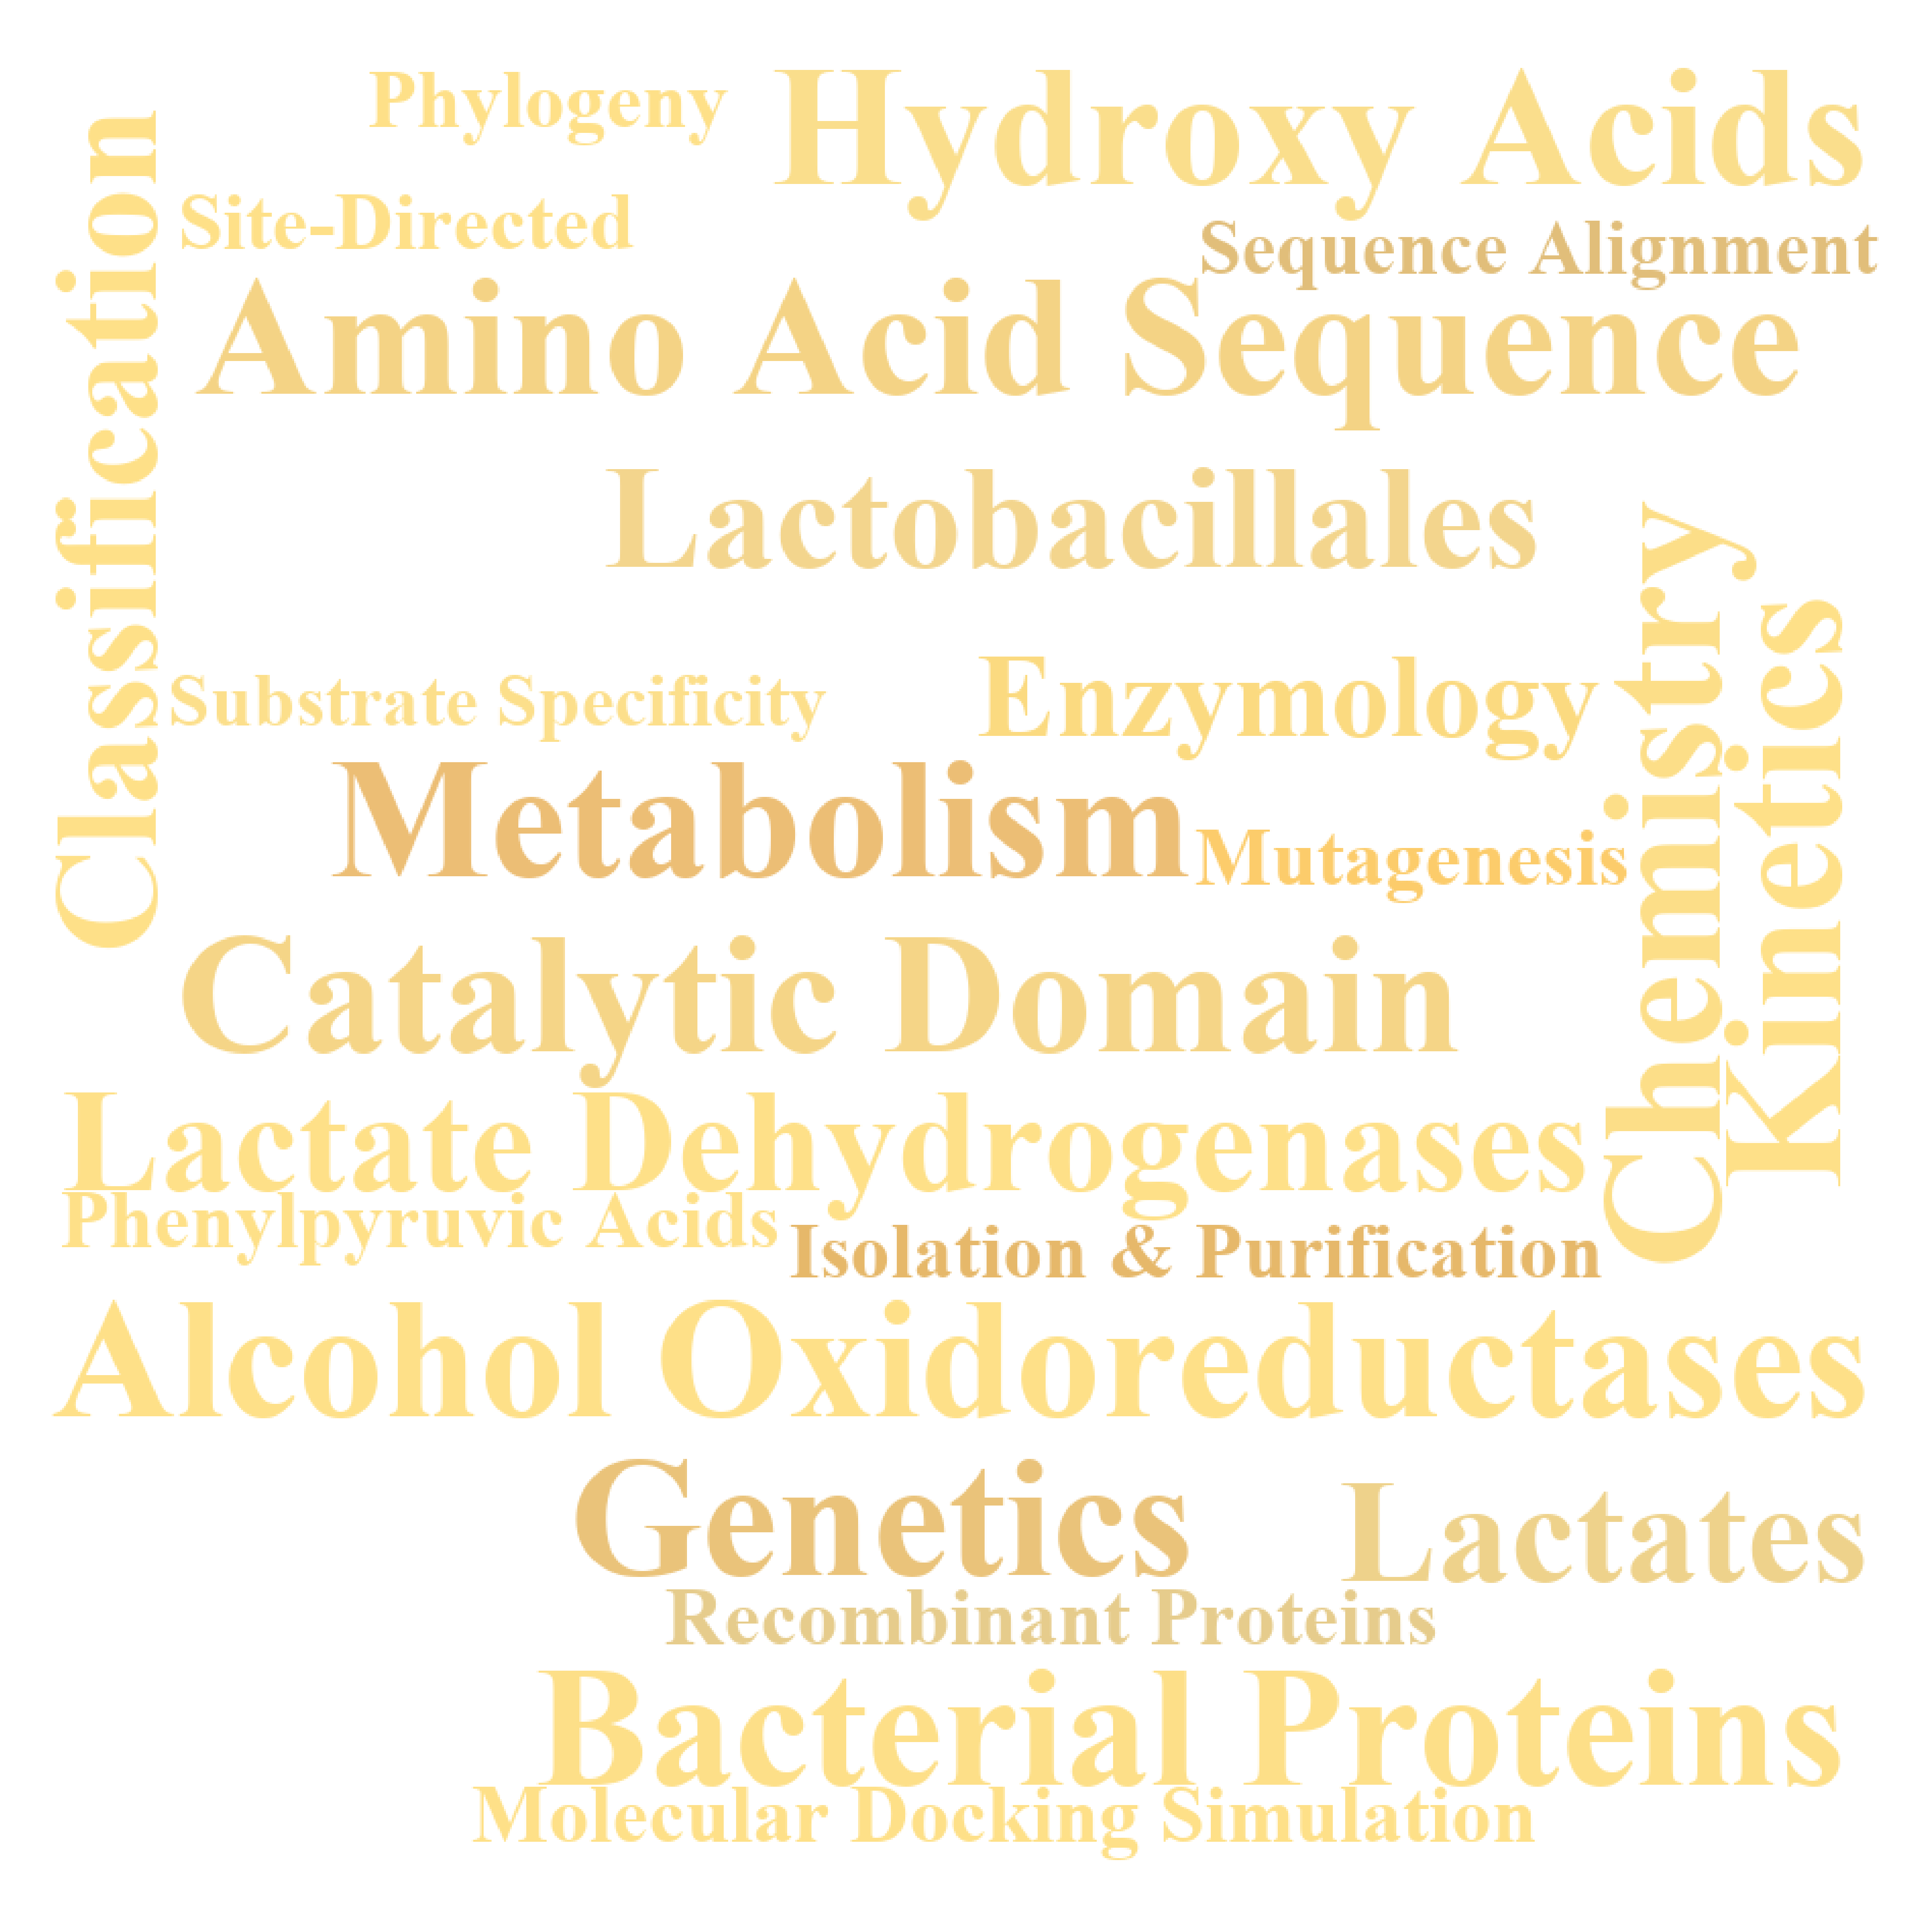 Phylogeny
Hydroxy Acids
Classification
Site-Directed
Sequence Alignment
Amino Acid Sequence
Lactobacillales
Substrate Specificity
Enzymology
Chemistry
Kinetics
Metabolism
Mutagenesis
Catalytic Domain
Lactate Dehydrogenases
Phenylpyruvic Acids
Isolation & Purification
Alcohol Oxidoreductases
Genetics
Lactates
Recombinant Proteins
Bacterial Proteins
Molecular Docking Simulation